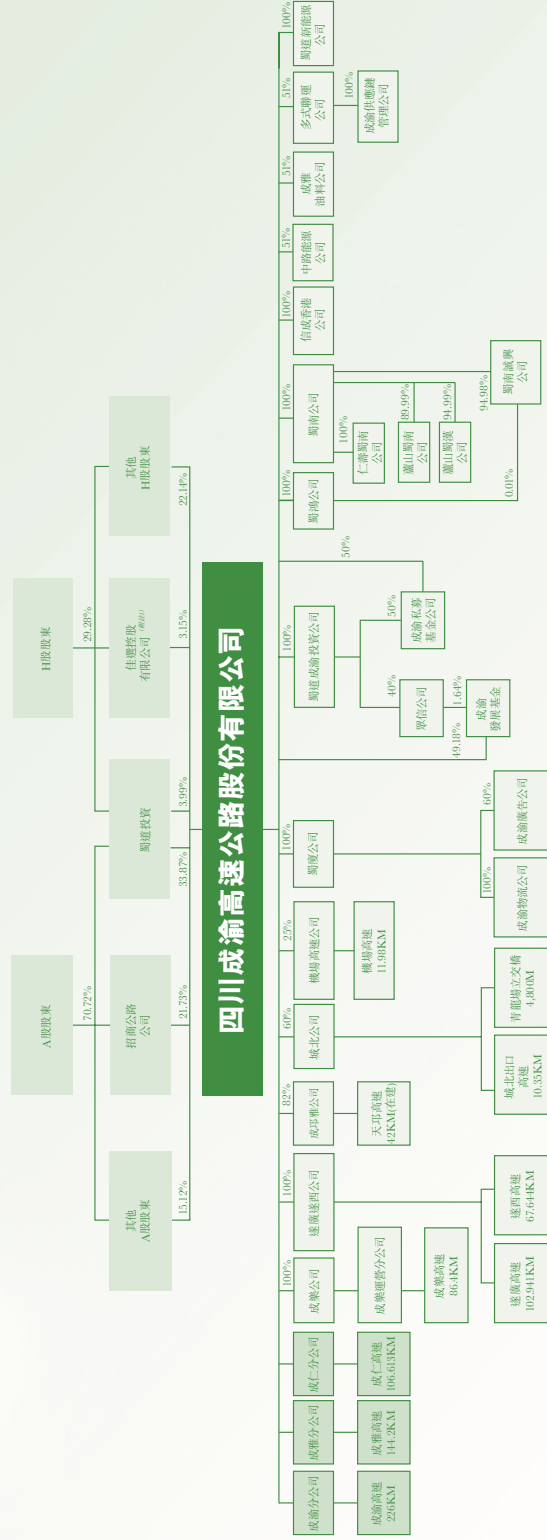 A股股東
H股股東
70.72%
29.28%
其他
A股股東
招商公路
公司
蜀道投資
佳選控股
有限公司（附註1）
其他
H股股東
15.12%
21.73%
33.87%
3.99%
3.15%
22.14%
四川成渝高速公路股份有限公司
成渝分公司
成渝高速
226KM
成雅分公司
成雅高速
144.2KM
成仁分公司
成仁高速
106.613KM
100%
成樂公司
成樂運營分公司
成樂高速
86.4KM
100%
遂廣遂西公司
遂廣高速
102.941KM
遂西高速
67.644KM
82%
成邛雅公司
天邛高速
42KM(在建)
60%
城北公司
城北出口
高速
10.35KM
青龍場立交橋
4,800M
25%
機場高速公司
機場高速
11.98KM
100%
蜀廈公司
100%
成渝物流公司
60%
成渝廣告公司
100%
蜀道成渝投資公司
40%
眾信公司
50%
成渝私募
基金公司
50%
49.18%
1.64%
成渝
發展基金
100%
蜀鴻公司
100%
蜀南公司
100%
仁壽蜀南
公司
89.99%
蘆山蜀南
公司
94.99%
蘆山蜀漢
公司
0.01%
94.98%
蜀南誠興
公司
100%
信成香港
公司
51%
中路能源
公司
51%
成雅
油料公司
51%
多式聯運
公司
100%
成渝供應鏈
管理公司
100%
蜀道新能源
公司